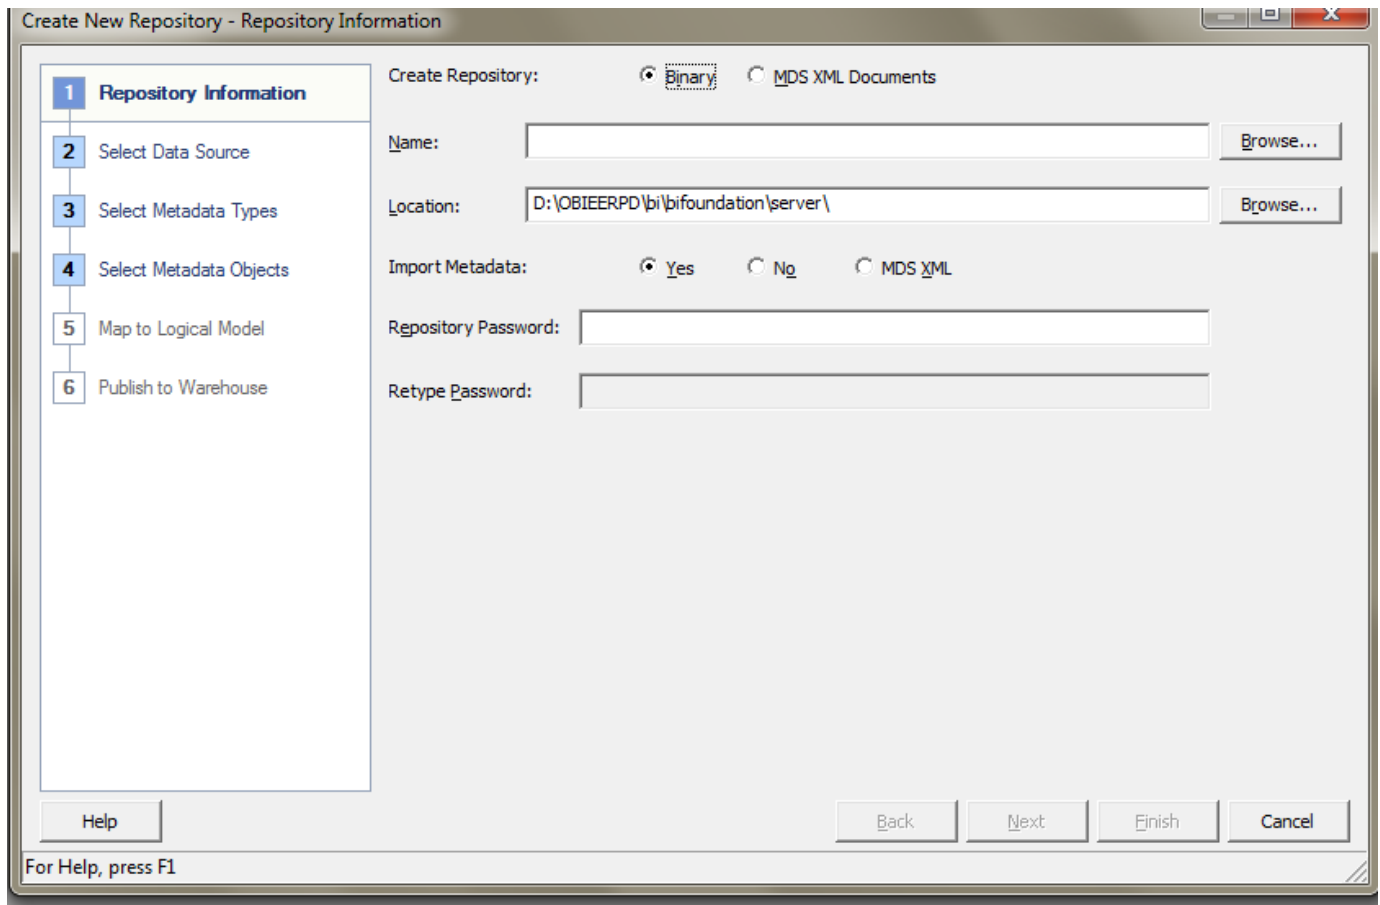 Create New Repository - Repository Information
1 Repository Information
2 Select Data Source
3 Select Metadata Types
4 Select Metadata Objects
5 Map to Logical Model
6 Publish to Warehouse
Create Repository: Binary MDS XML Documents
Name: Browse...
Location: D:\OBIEERPD\bi\bifoundation\server\ Browse...
Import Metadata: Yes No MDS XML
Repository Password:
Retype Password:
Help Back Next Finish Cancel
For Help, press F1